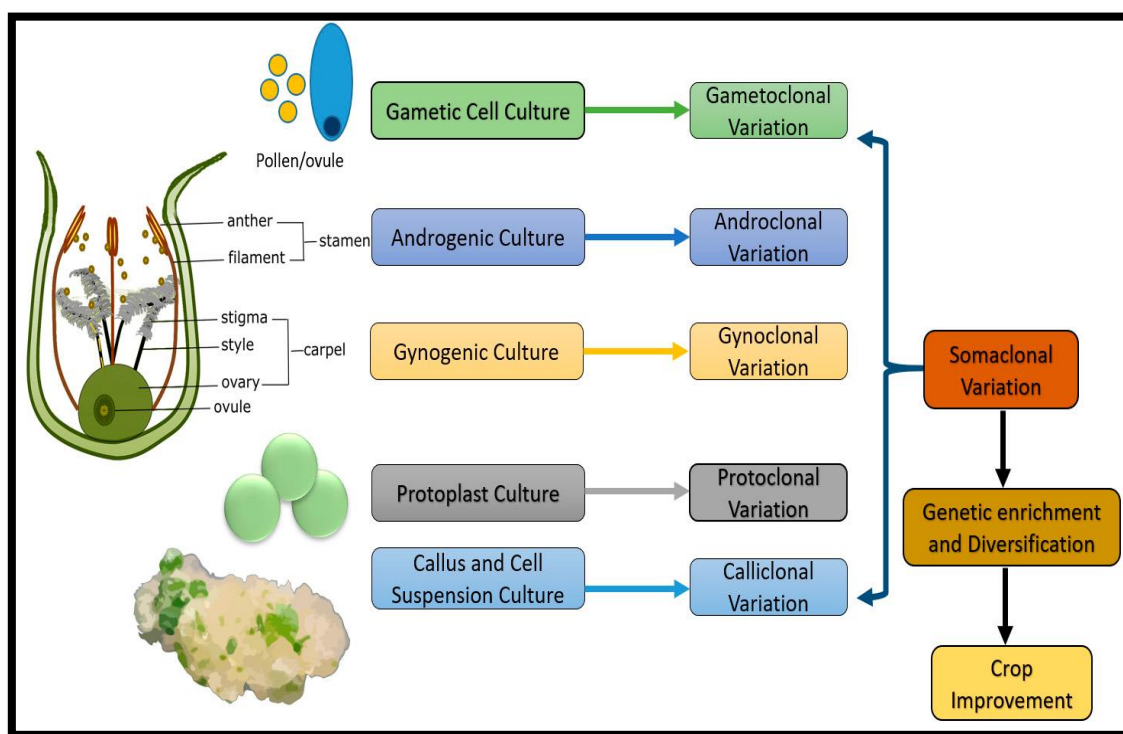 Pollen/ovule
anther
filament
stamen
stigma
style
carpel
ovary
ovule
Gametic Cell Culture
Gametoclonal
Variation
Androgenic Culture
Androclonal
Variation
Gynogenic Culture
Gynoclonal
Variation
Protoplast Culture
Protoclonal
Variation
Callus and Cell
Suspension Culture
Calliclonal
Variation
Somaclonal
Variation
Genetic enrichment
and Diversification
Crop
Improvement